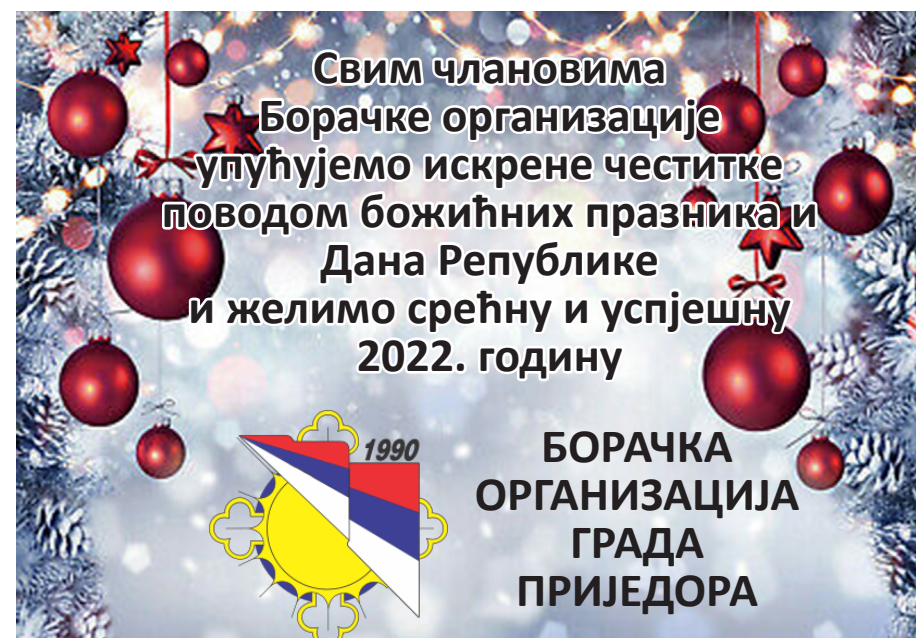 Свим члановима
Борачке организације
упућујемо искрене честитке
поводом божићних празника и
Дана Републике
и желимо срећну и успјешну
2022. годину
1990
БОРАЧКА
ОРГАНИЗАЦИЈА
ГРАДА
ПРИЈЕДОРА